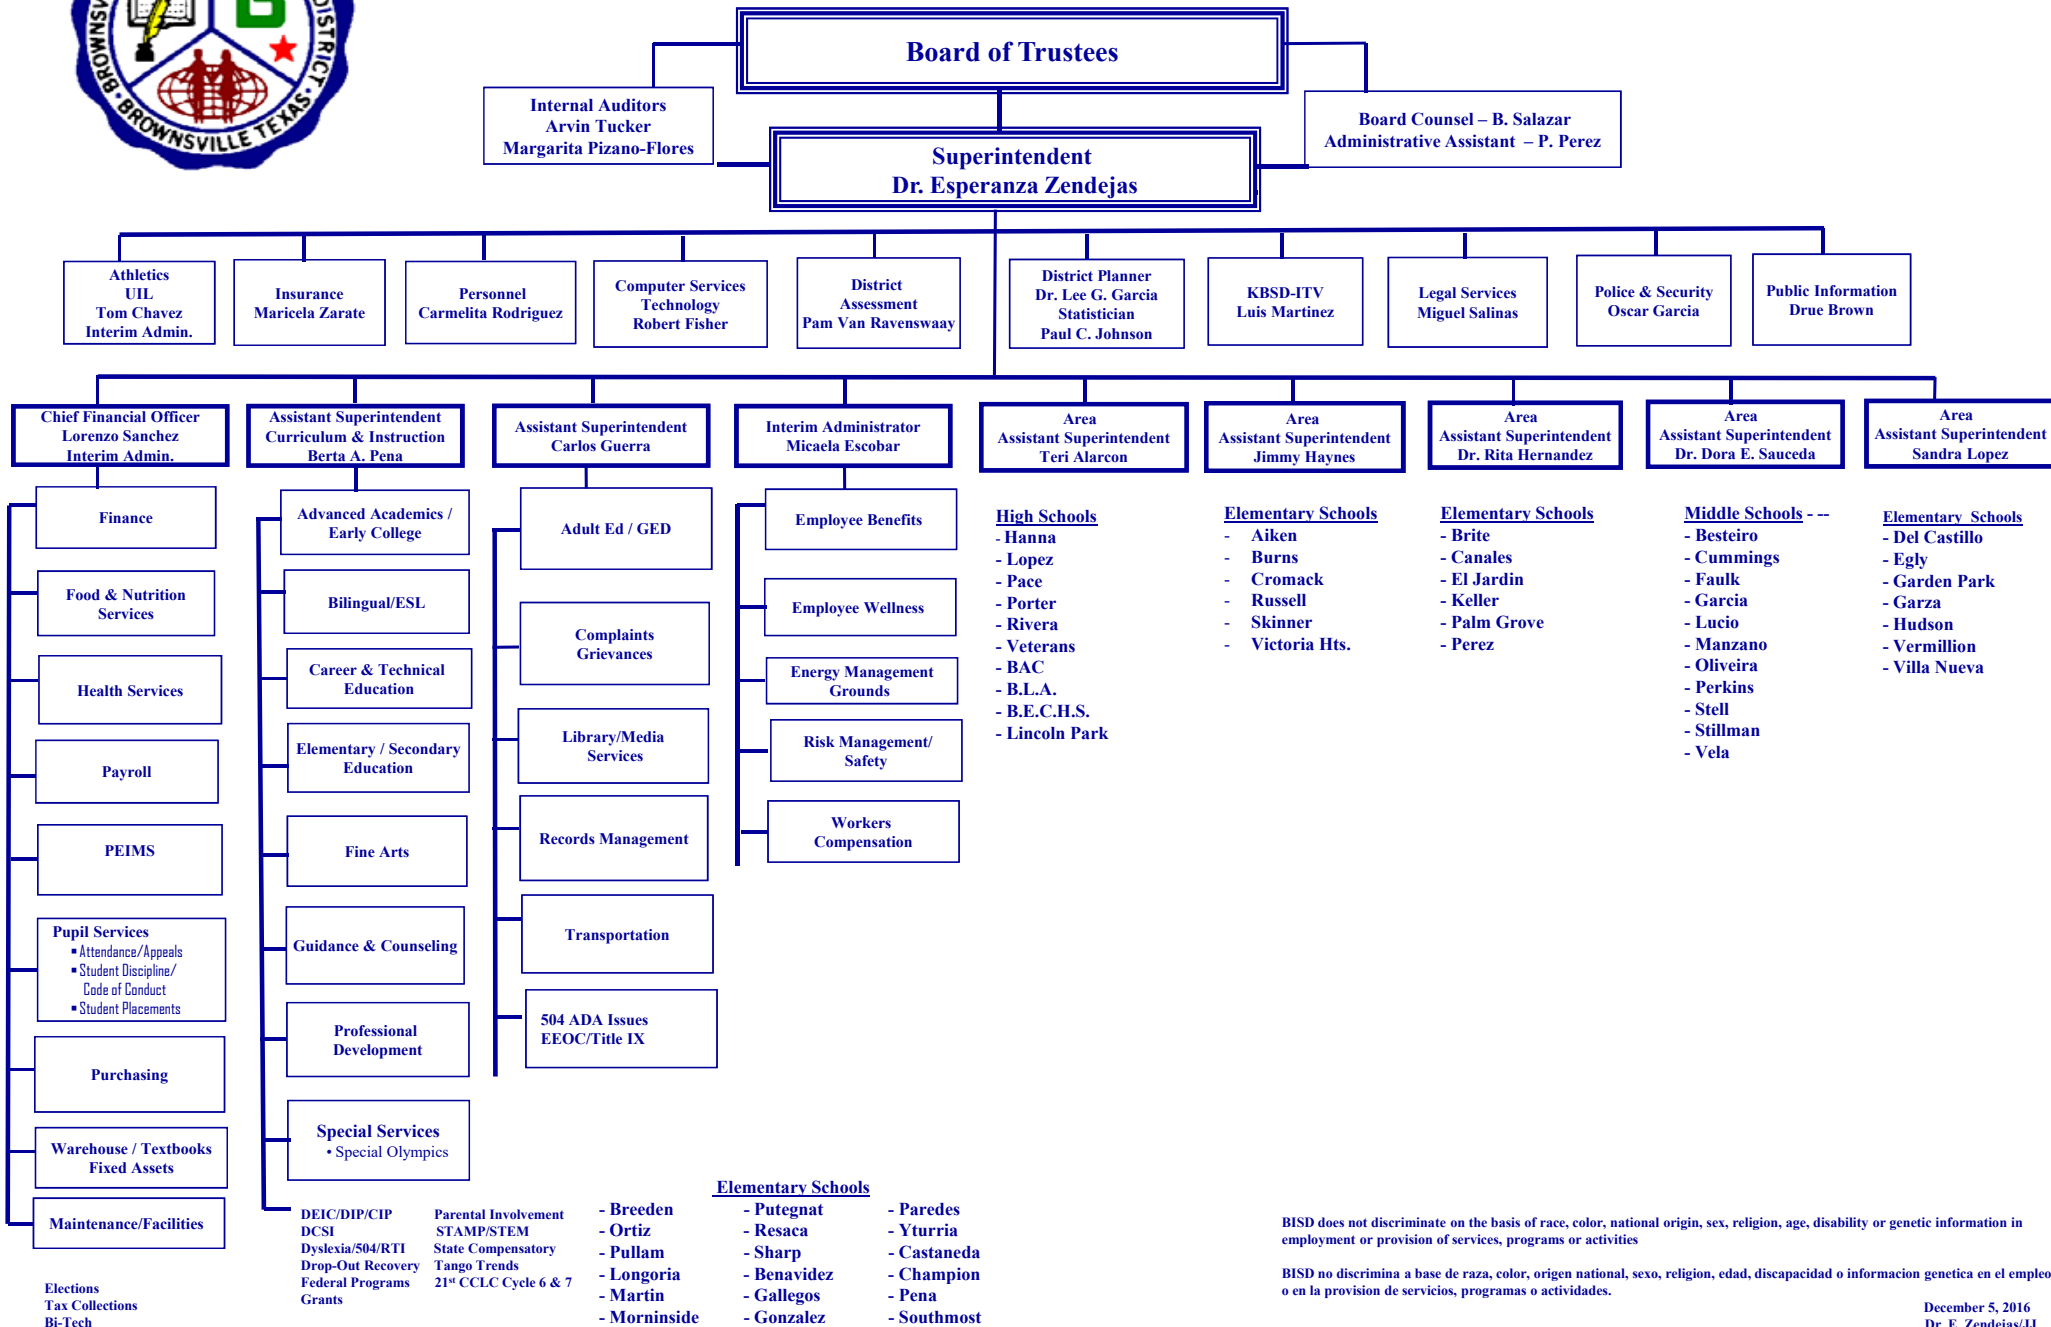 BROWNSVILLE TEXAS
DISTRICT
Board of Trustees
Internal Auditors
Arvin Tucker
Margarita Pizano-Flores
Board Counsel – B. Salazar
Administrative Assistant – P. Perez
Superintendent
Dr. Esperanza Zendejas
Athletics
UIL
Tom Chavez
Interim Admin.
Insurance
Maricela Zarate
Personnel
Carmelita Rodriguez
Computer Services
Technology
Robert Fisher
District
Assessment
Pam Van Ravenswaay
District Planner
Dr. Lee G. Garcia
Statistician
Paul C. Johnson
KBSD-ITV
Luis Martinez
Legal Services
Miguel Salinas
Police & Security
Oscar Garcia
Public Information
Drue Brown
Chief Financial Officer
Lorenzo Sanchez
Interim Admin.
Assistant Superintendent
Curriculum & Instruction
Berta A. Pena
Assistant Superintendent
Carlos Guerra
Interim Administrator
Micaela Escobar
Area
Assistant Superintendent
Teri Alarcon
Area
Assistant Superintendent
Jimmy Haynes
Area
Assistant Superintendent
Dr. Rita Hernandez
Area
Assistant Superintendent
Dr. Dora E. Sauceda
Area
Assistant Superintendent
Sandra Lopez
Finance
Food & Nutrition
Services
Health Services
Payroll
PEIMS
Pupil Services
▪ Attendance/Appeals
▪ Student Discipline/
Code of Conduct
▪ Student Placements
Purchasing
Warehouse / Textbooks
Fixed Assets
Maintenance/Facilities
Elections
Tax Collections
Bi-Tech
Advanced Academics /
Early College
Bilingual/ESL
Career & Technical
Education
Elementary / Secondary
Education
Fine Arts
Guidance & Counseling
Professional
Development
Special Services
• Special Olympics
DEIC/DIP/CIP
DCSI
Dyslexia/504/RTI
Drop-Out Recovery
Federal Programs
Grants
Parental Involvement
STAMP/STEM
State Compensatory
Tango Trends
21st CCLC Cycle 6 & 7
Adult Ed / GED
Complaints
Grievances
Library/Media
Services
Records Management
Transportation
504 ADA Issues
EEOC/Title IX
Employee Benefits
Employee Wellness
Energy Management
Grounds
Risk Management/
Safety
Workers
Compensation
Elementary Schools
- Breeden
- Ortiz
- Pullam
- Longoria
- Martin
- Morninside
- Putegnat
- Resaca
- Sharp
- Benavidez
- Gallegos
- Gonzalez
- Paredes
- Yturria
- Castaneda
- Champion
- Pena
- Southmost
High Schools
- Hanna
- Lopez
- Pace
- Porter
- Rivera
- Veterans
- BAC
- B.L.A.
- B.E.C.H.S.
- Lincoln Park
Elementary Schools
- Aiken
- Burns
- Cromack
- Russell
- Skinner
- Victoria Hts.
Elementary Schools
- Brite
- Canales
- El Jardin
- Keller
- Palm Grove
- Perez
Middle Schools - --
- Besteiro
- Cummings
- Faulk
- Garcia
- Lucio
- Manzano
- Oliveira
- Perkins
- Stell
- Stillman
- Vela
Elementary Schools
- Del Castillo
- Egly
- Garden Park
- Garza
- Hudson
- Vermillion
- Villa Nueva
BISD does not discriminate on the basis of race, color, national origin, sex, religion, age, disability or genetic information in
employment or provision of services, programs or activities
BISD no discrimina a base de raza, color, origen national, sexo, religion, edad, discapacidad o informacion genetica en el empleo
o en la provision de servicios, programas o actividades.
December 5, 2016
Dr. E. Zendejas/JJ